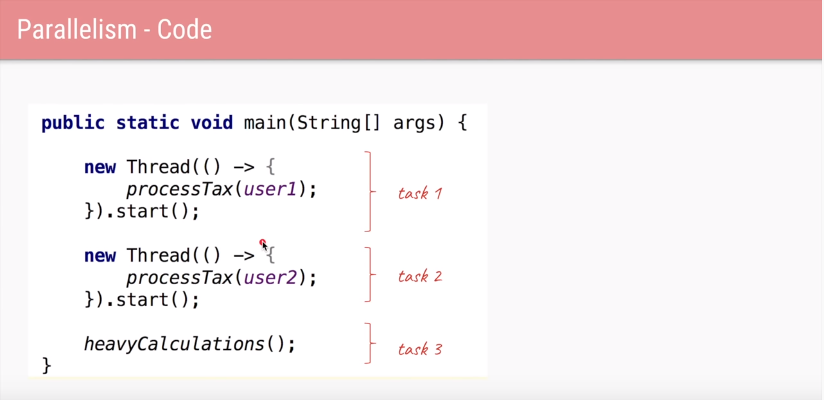 Parallelism - Code
public static void main(String[] args) {
new Thread(() -> {
processTax(user1);
}).start();
task 1
new Thread(() -> {
processTax(user2);
}).start();
task 2
heavyCalculations();
task 3
}